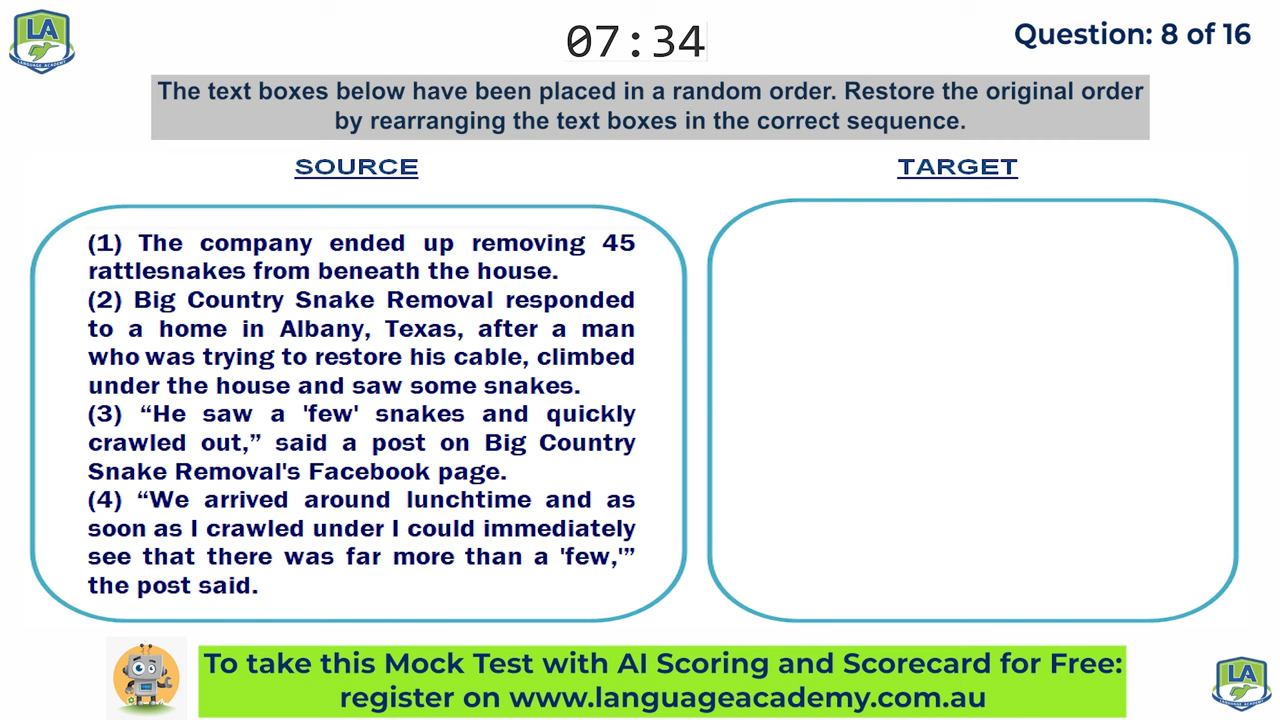 LA
LANGUAGE ACADEMY
07:34
Question: 8 of 16
The text boxes below have been placed in a random order. Restore the original order
by rearranging the text boxes in the correct sequence.
SOURCE
TARGET
(1) The company ended up removing 45
rattlesnakes from beneath the house.
(2) Big Country Snake Removal responded
to a home in Albany, Texas, after a man
who was trying to restore his cable, climbed
under the house and saw some snakes.
(3) “He saw a 'few' snakes and quickly
crawled out,” said a post on Big Country
Snake Removal's Facebook page.
(4) “We arrived around lunchtime and as
soon as I crawled under I could immediately
see that there was far more than a 'few,'”
the post said.
To take this Mock Test with AI Scoring and Scorecard for Free:
register on www.languageacademy.com.au
LA
LANGUAGE ACADEMY